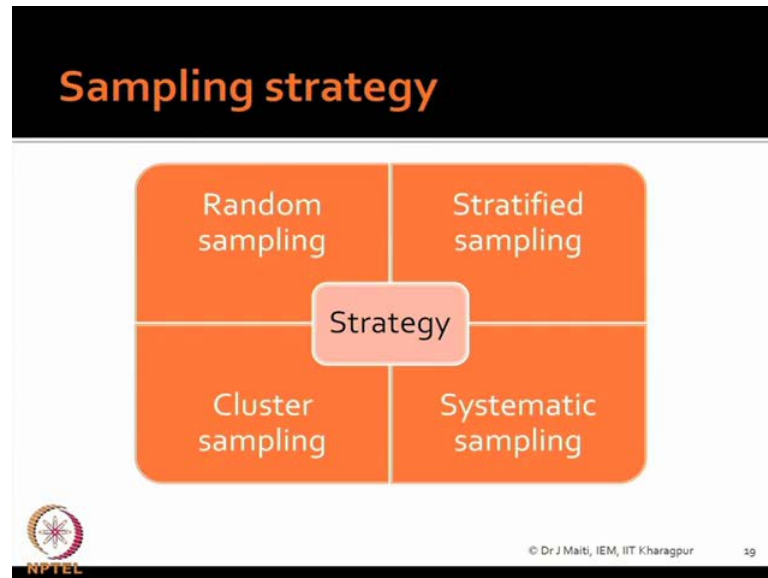 Sampling strategy
Random
sampling
Stratified
sampling
Strategy
Cluster
sampling
Systematic
sampling
NPTEL
© Dr J Maiti, IEM, IIT Kharagpur
19